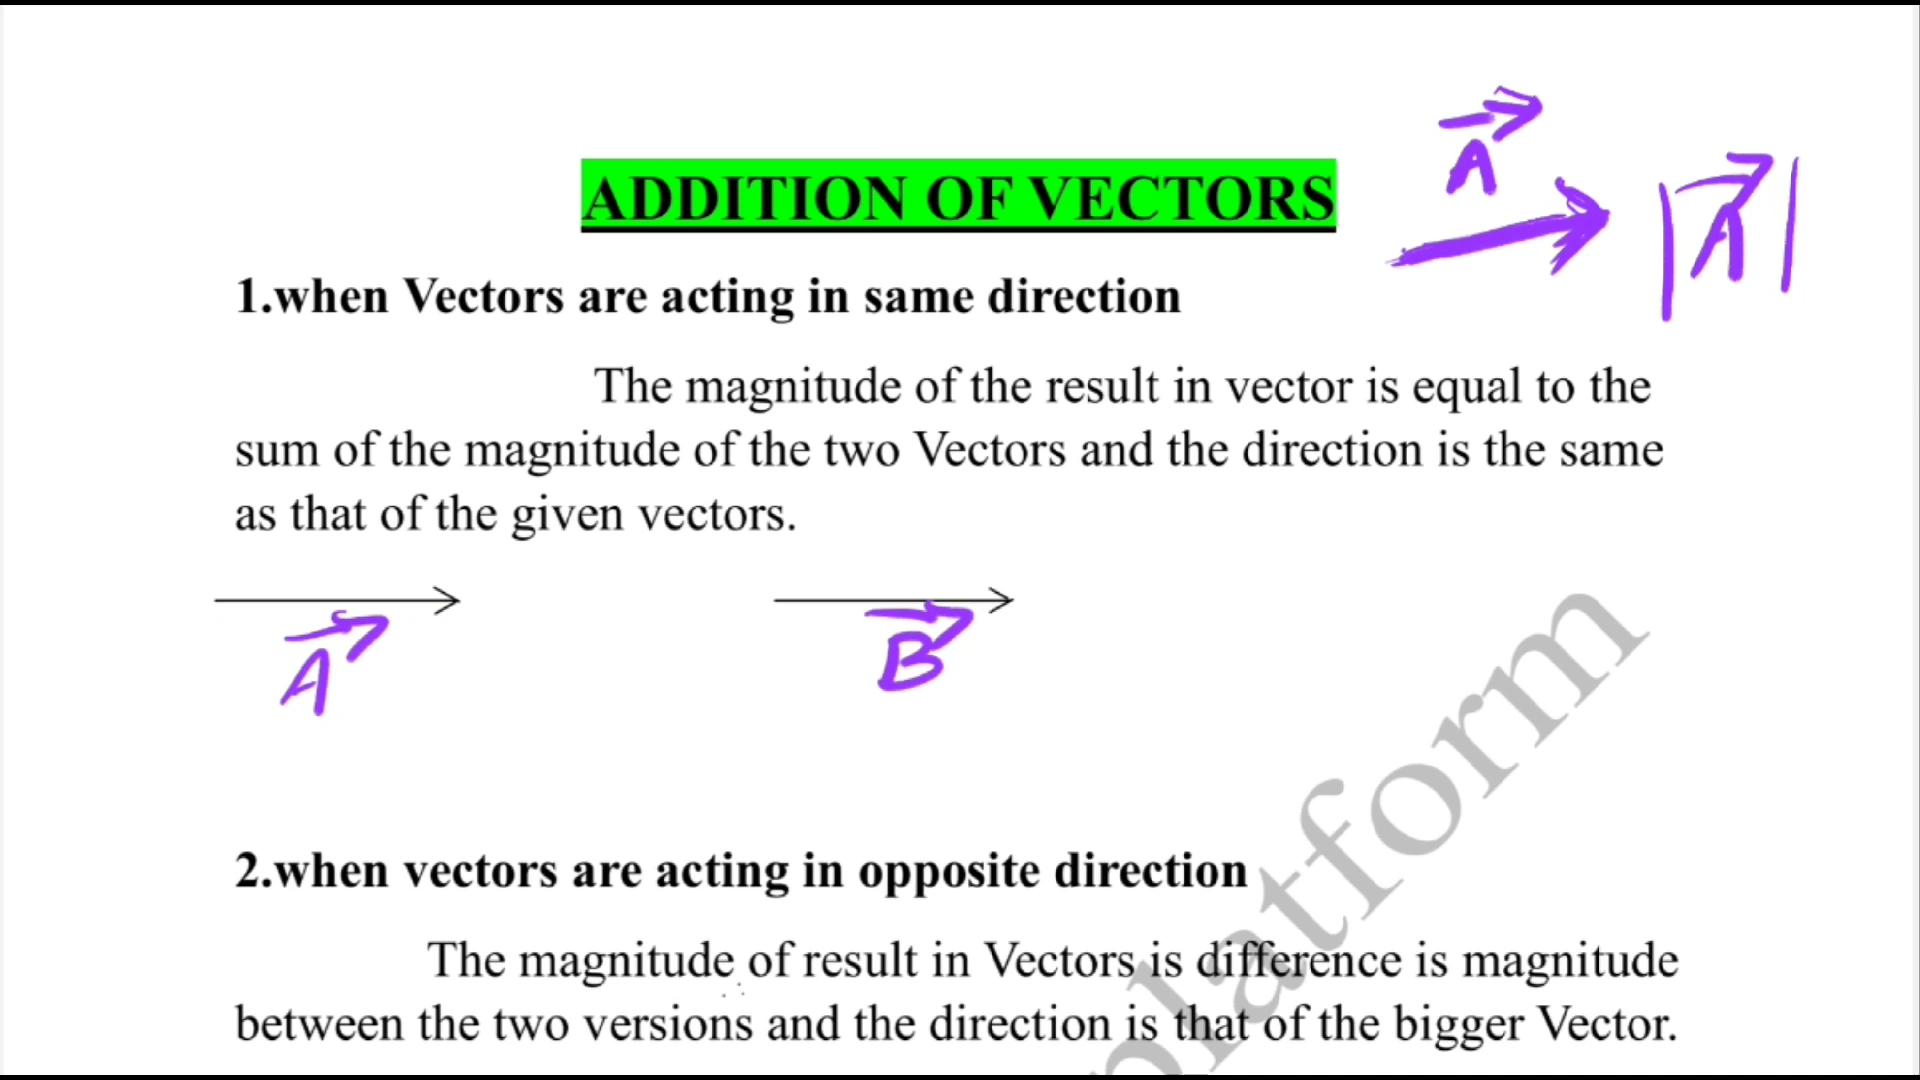 A
ADDITION OF VECTORS
|A|
1.when Vectors are acting in same direction
The magnitude of the result in vector is equal to the
sum of the magnitude of the two Vectors and the direction is the same
as that of the given vectors.
A
B
2.when vectors are acting in opposite direction
The magnitude of result in Vectors is difference is magnitude
between the two versions and the direction is that of the bigger Vector.
platform